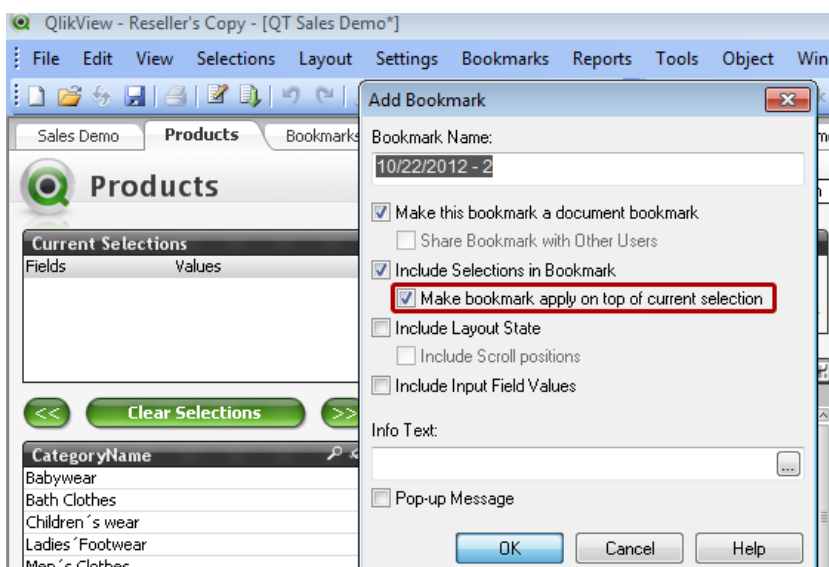 QlikView - Reseller's Copy - [QT Sales Demo*]
File Edit View Selections Layout Settings Bookmarks Reports Tools Object
Add Bookmark
Sales Demo Products Bookmarks
Products
Current Selections
Fields Values
<< Clear Selections >>
CategoryName
Babywear
Bath Clothes
Children´s wear
Ladies´Footwear
Men´s Clothes
Bookmark Name:
10/22/2012 - 2
Make this bookmark a document bookmark
Share Bookmark with Other Users
Include Selections in Bookmark
Make bookmark apply on top of current selection
Include Layout State
Include Scroll positions
Include Input Field Values
Info Text:
...
Pop-up Message
OK Cancel Help